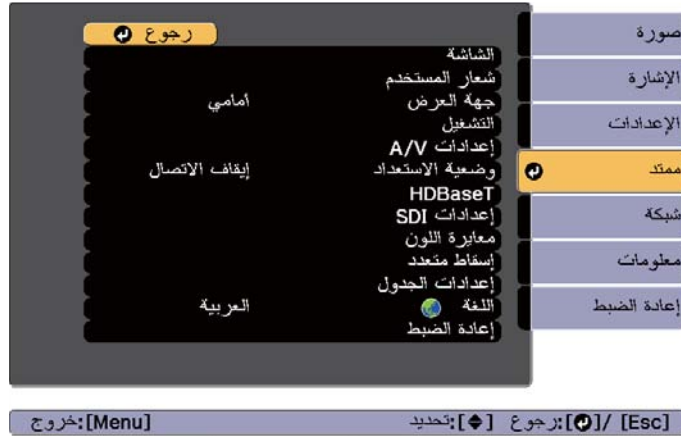 صورة
الإشارة
الإعدادات
ممتد
شبكة
معلومات
إعادة الضبط
رجوع
الشاشة
شعار المستخدم
جهة العرض أمامي
التشغيل
إعدادات A/V
وضعية الاستعداد إيقاف الاتصال
HDBaseT
إعدادات SDI
معايرة اللون
إسقاط متعدد
إعدادات الجدول
اللغة العربية
إعادة الضبط
[Esc] /[]:رجوع []:تحديد [Menu]:خروج